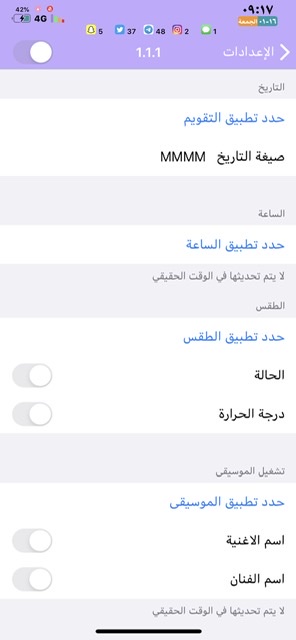 ٠٩:١٧
42%
4G
5
37
48
2
1
٠١-١٦ الجمعة
الإعدادات
1.1.1
التاريخ
حدد تطبيق التقويم
صيغة التاريخ MMMM
الساعة
حدد تطبيق الساعة
لا يتم تحديثها في الوقت الحقيقي
الطقس
حدد تطبيق الطقس
الحالة
درجة الحرارة
تشغيل الموسيقى
حدد تطبيق الموسيقى
اسم الاغنية
اسم الفنان
لا يتم تحديثها في الوقت الحقيقي